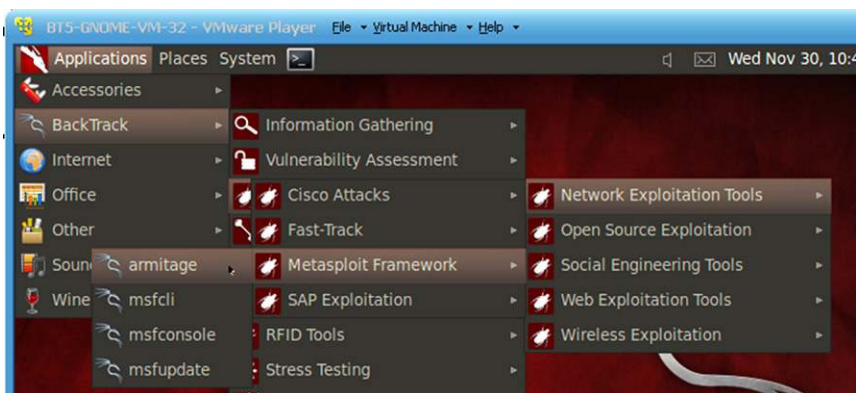 BT5-GNOME-VM-32 - VMware Player File Virtual Machine Help
Applications Places System Wed Nov 30, 10:4
Accessories
BackTrack Information Gathering
Internet Vulnerability Assessment
Office Cisco Attacks Network Exploitation Tools
Other Fast-Track Open Source Exploitation
Soun armitage Metasploit Framework Social Engineering Tools
Wine msfcli SAP Exploitation Web Exploitation Tools
msfconsole RFID Tools Wireless Exploitation
msfupdate Stress Testing